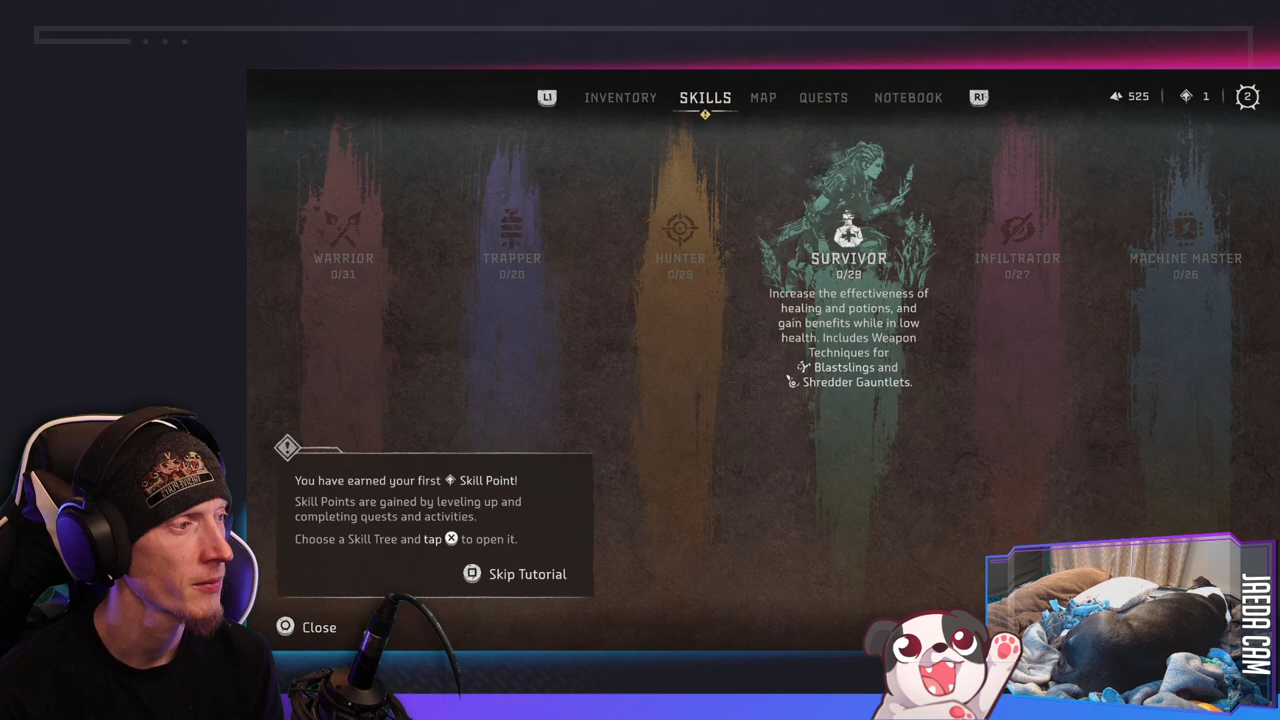 L1 INVENTORY SKILLS MAP QUESTS NOTEBOOK R1 525 1 2
WARRIOR
0/31
TRAPPER
0/20
HUNTER
0/29
SURVIVOR
0/29
Increase the effectiveness of
healing and potions, and
gain benefits while in low
health. Includes Weapon
Techniques for
Blastslings and
Shredder Gauntlets.
INFILTRATOR
0/27
MACHINE MASTER
0/26
You have earned your first Skill Point!
Skill Points are gained by leveling up and
completing quests and activities.
Choose a Skill Tree and tap X to open it.
Skip Tutorial
Close
JAEDA CAM